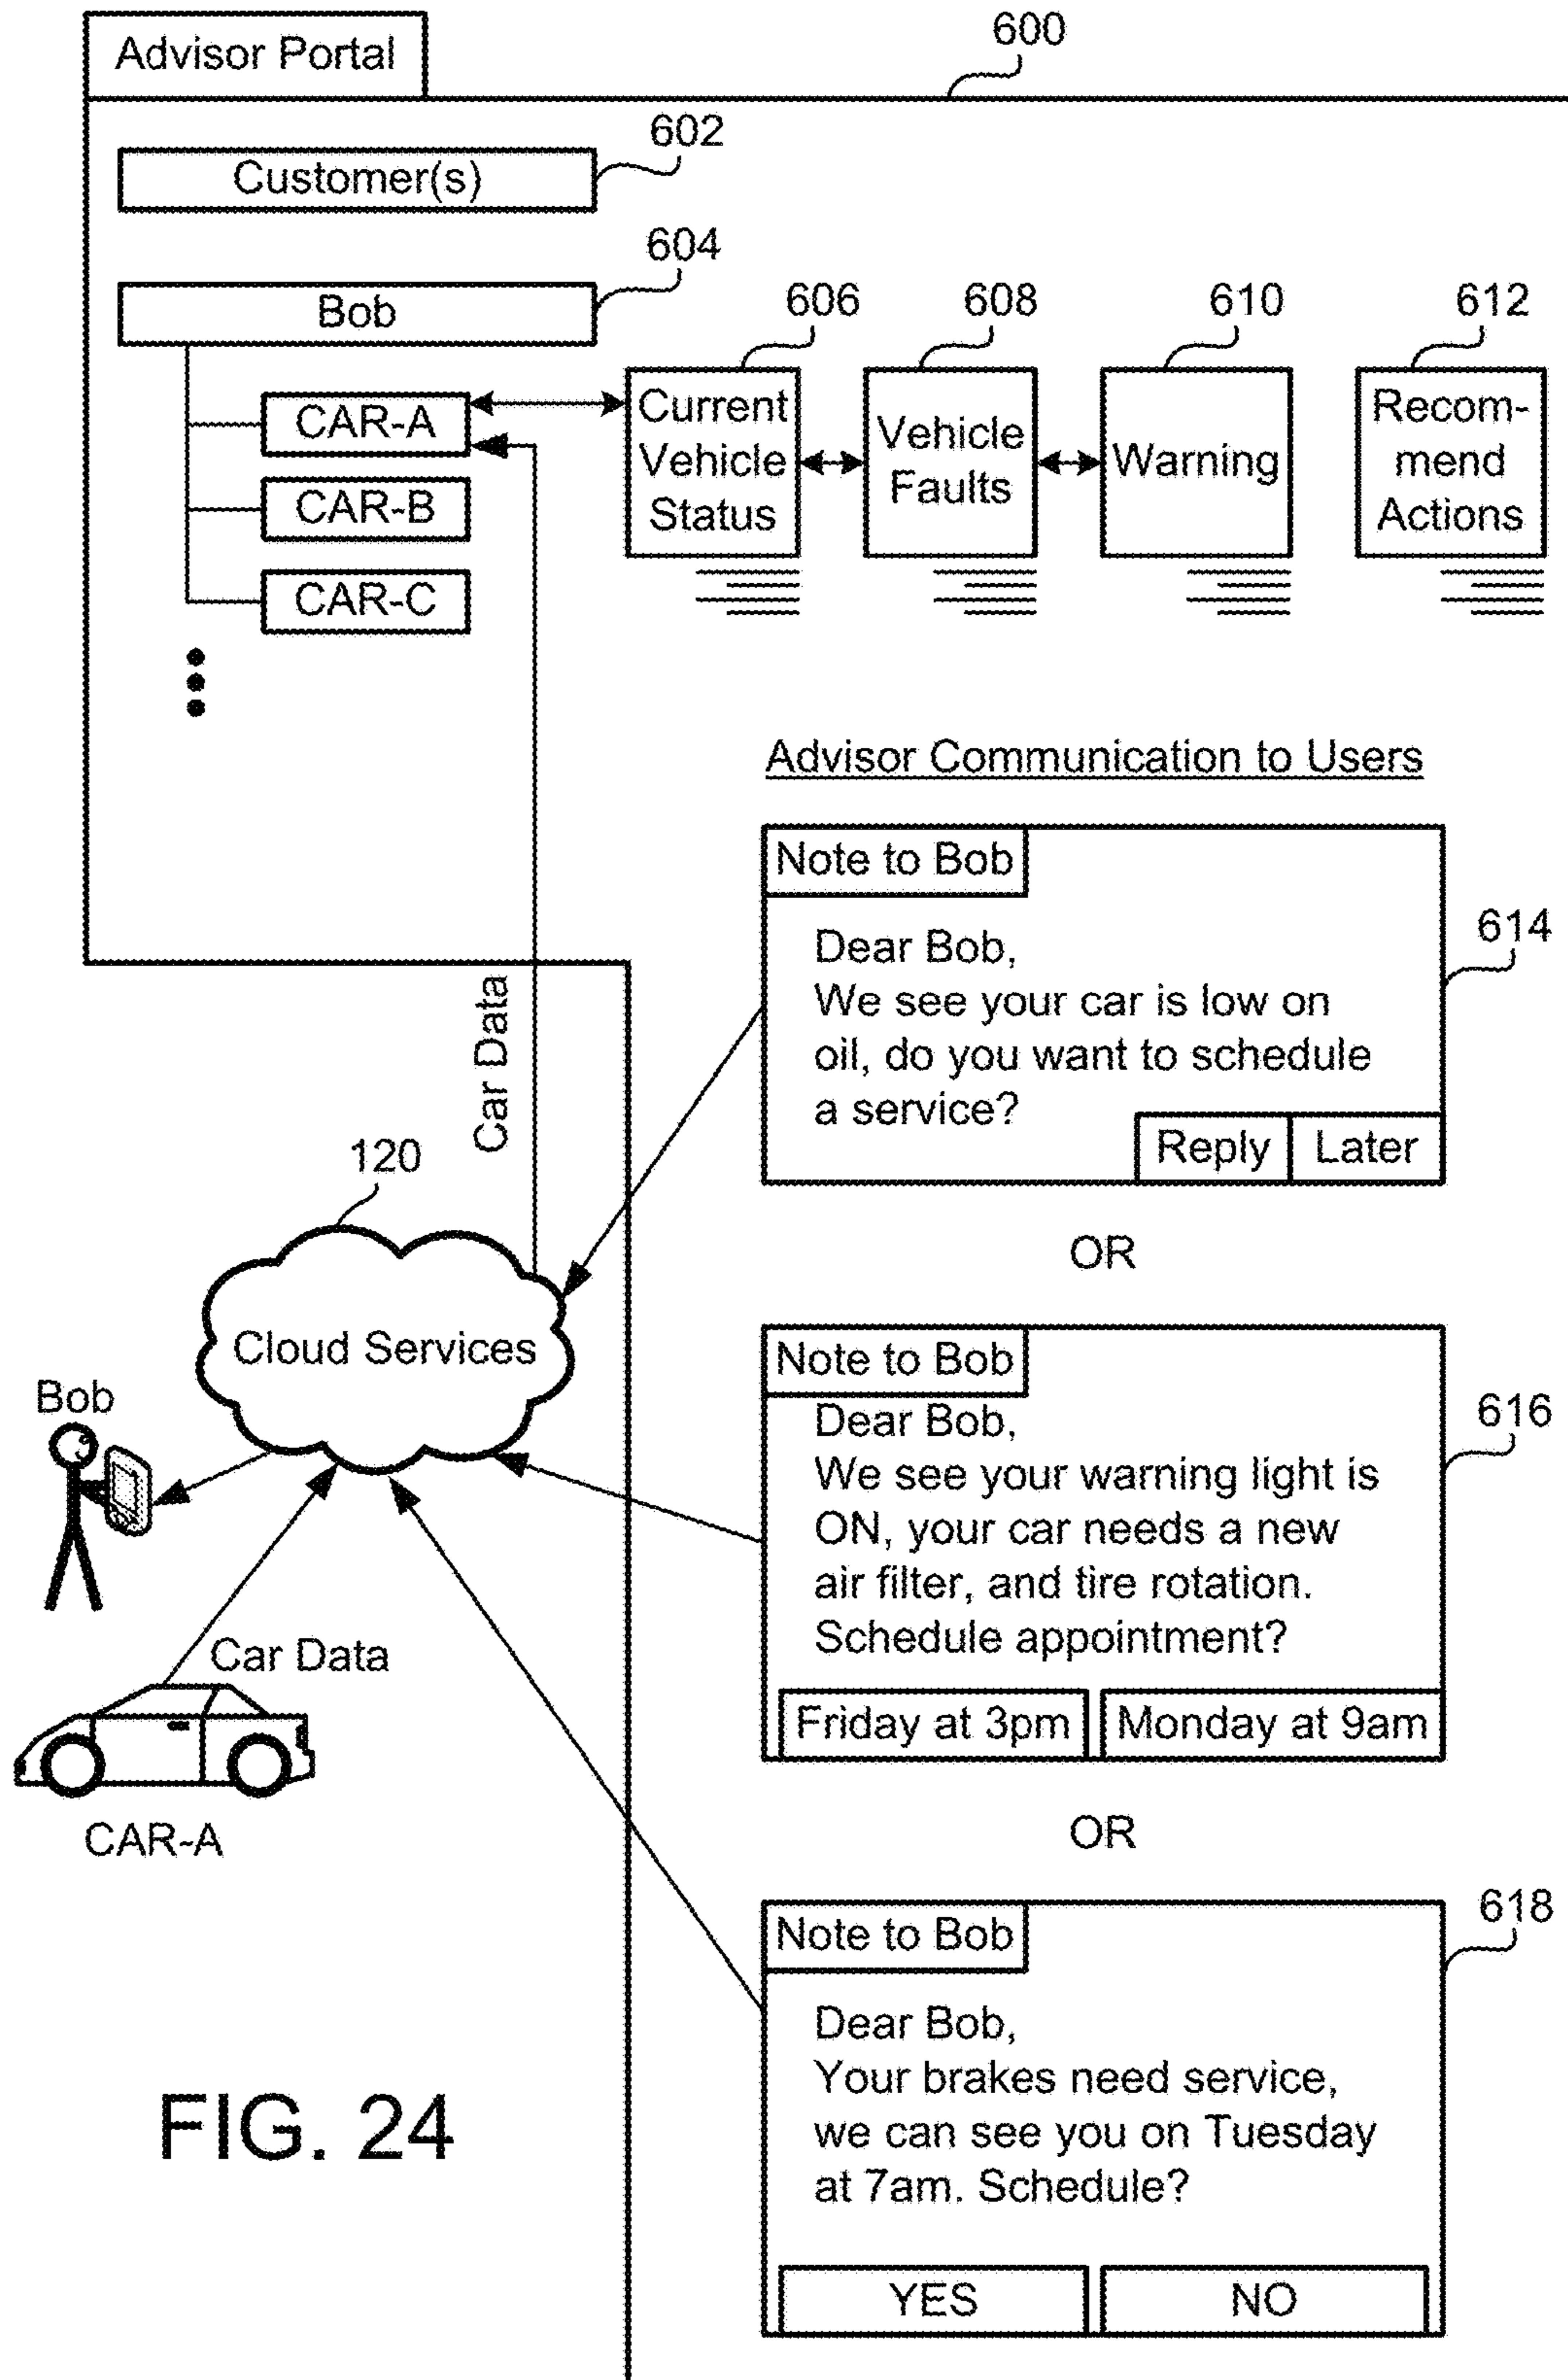 Advisor Portal
600
Customer(s)
602
Bob
604
CAR-A
CAR-B
CAR-C
606
Current
Vehicle
Status
608
Vehicle
Faults
610
Warning
612
Recom-
mend
Actions
Advisor Communication to Users
Note to Bob
Dear Bob,
We see your car is low on
oil, do you want to schedule
a service?
Reply
Later
614
OR
Note to Bob
Dear Bob,
We see your warning light is
ON, your car needs a new
air filter, and tire rotation.
Schedule appointment?
Friday at 3pm
Monday at 9am
616
OR
Note to Bob
Dear Bob,
Your brakes need service,
we can see you on Tuesday
at 7am. Schedule?
YES
NO
618
Car Data
120
Cloud Services
Bob
Car Data
CAR-A
FIG. 24